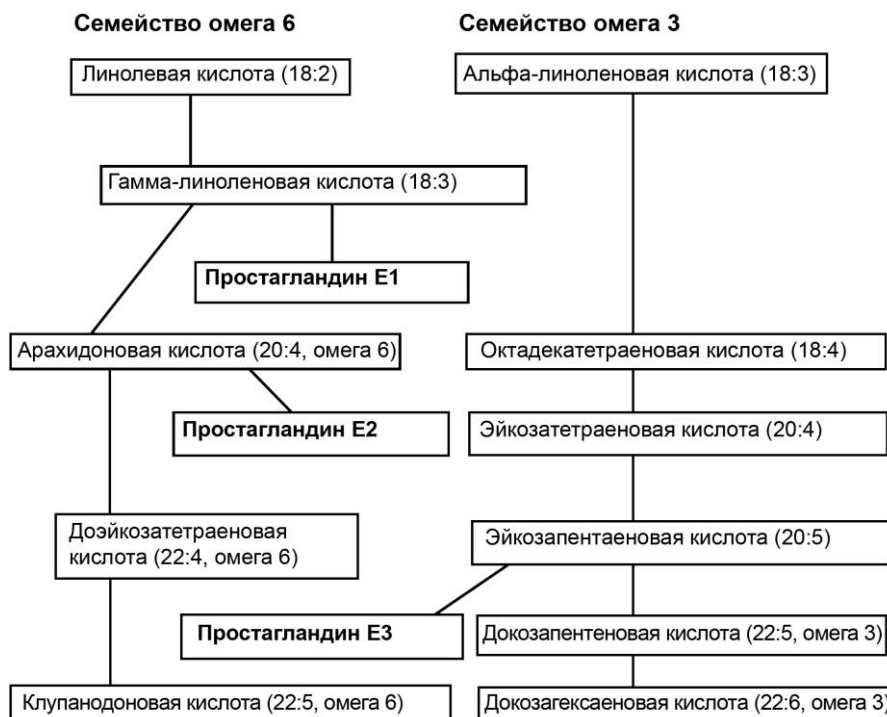 Семейство омега 6
Семейство омега 3
Линолевая кислота (18:2)
Альфа-линоленовая кислота (18:3)
Гамма-линоленовая кислота (18:3)
Простагландин Е1
Арахидоновая кислота (20:4, омега 6)
Октадекатетраеновая кислота (18:4)
Простагландин Е2
Эйкозатетраеновая кислота (20:4)
Доэйкозатетраеновая
кислота (22:4, омега 6)
Эйкозапентаеновая кислота (20:5)
Простагландин Е3
Докозапентеновая кислота (22:5, омега 3)
Клупанодоновая кислота (22:5, омега 6)
Докозагексаеновая кислота (22:6, омега 3)